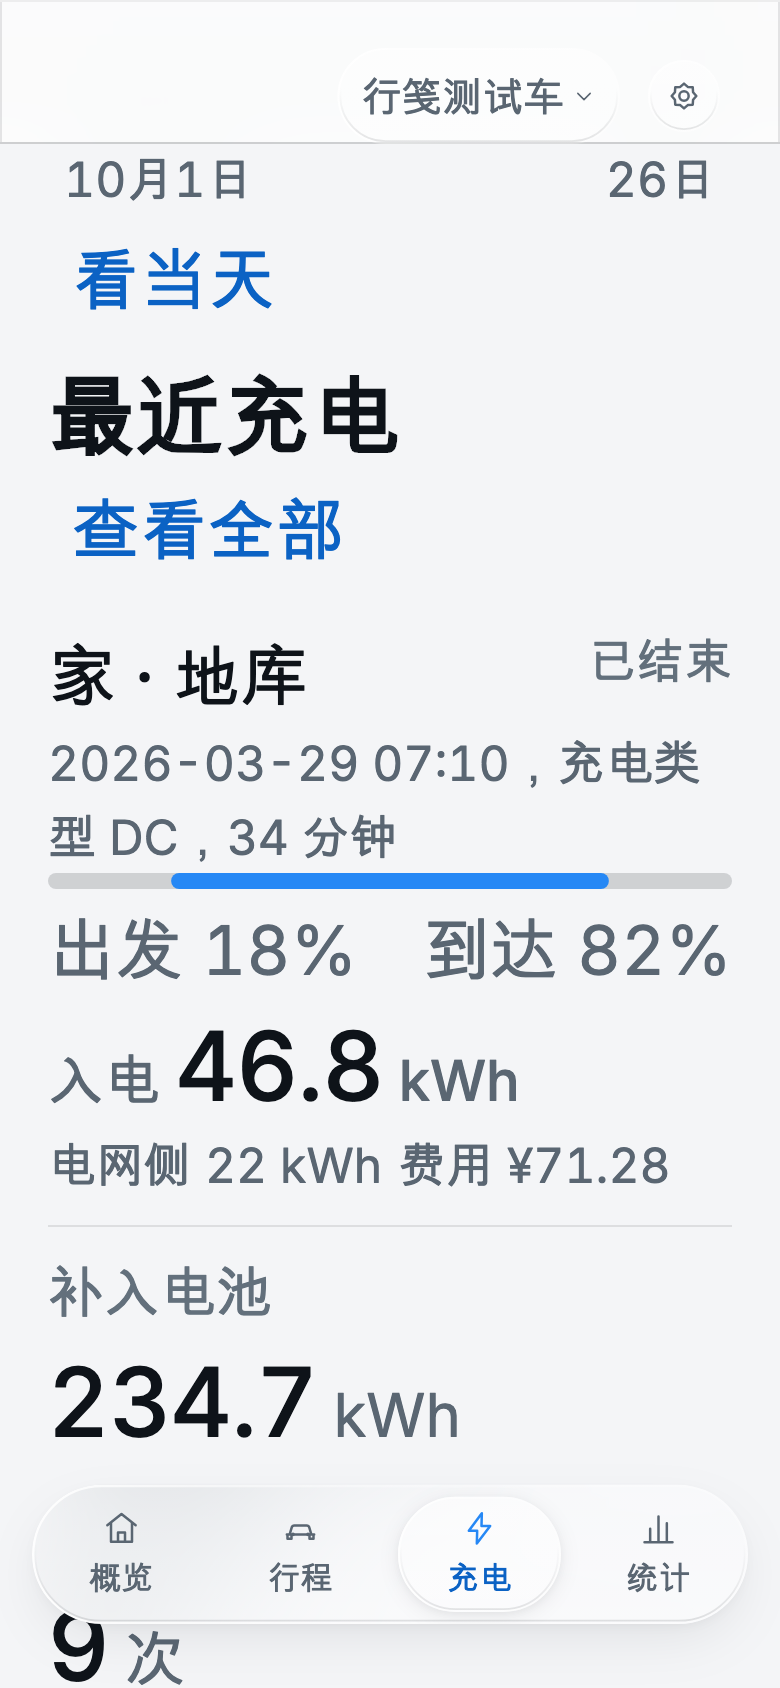 行笺测试车
10月1日 26日
看当天
最近充电
查看全部
家 · 地库 已结束
2026-03-29 07:10，充电类
型 DC，34 分钟
出发 18% 到达 82%
入电 46.8 kWh
电网侧 22 kWh 费用 ¥71.28
补入电池
234.7 kWh
概览 行程 充电 统计
9 次